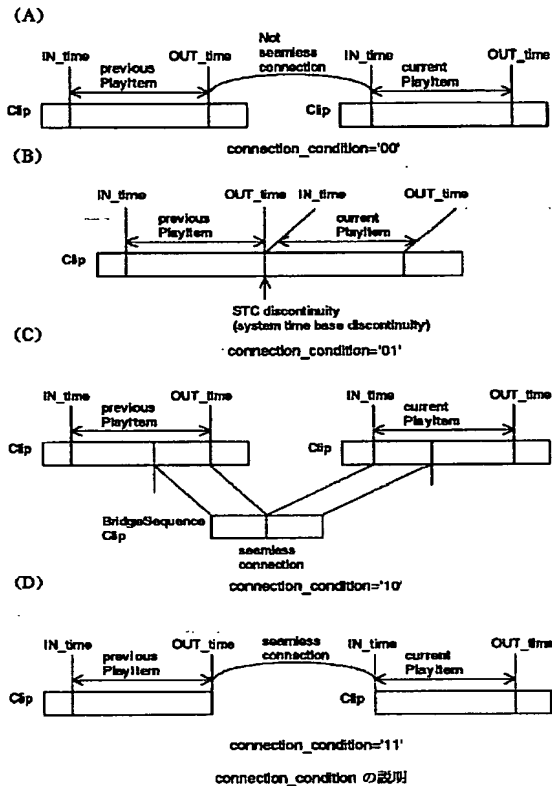 (A)
Not
seamless
connection
IN_time
OUT_time
IN_time
OUT_time
previous
PlayItem
current
PlayItem
Clip
Clip
connection_condition='00'
(B)
IN_time
OUT_time
IN_time
OUT_time
previous
PlayItem
current
PlayItem
Clip
STC discontinuity
(system time base discontinuity)
connection_condition='01'
(C)
IN_time
OUT_time
IN_time
OUT_time
previous
PlayItem
current
PlayItem
Clip
Clip
BridgeSequence
Clip
seamless
connection
connection_condition='10'
(D)
IN_time
OUT_time
seamless
connection
IN_time
OUT_time
previous
PlayItem
current
PlayItem
Clip
Clip
connection_condition='11'
connection_condition の説明